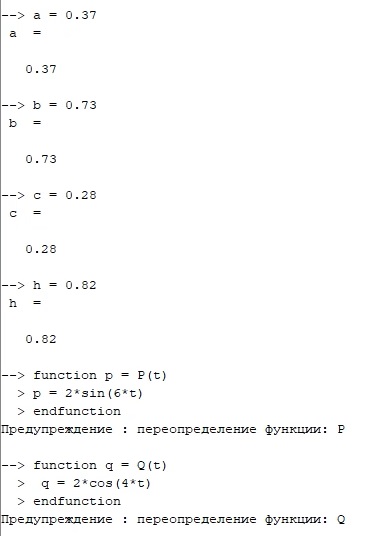 --> a = 0.37
a  =
0.37
--> b = 0.73
b  =
0.73
--> c = 0.28
c  =
0.28
--> h = 0.82
h  =
0.82
--> function p = P(t)
> p = 2*sin(6*t)
> endfunction
Предупреждение : переопределение функции: P
--> function q = Q(t)
>  q = 2*cos(4*t)
> endfunction
Предупреждение : переопределение функции: Q